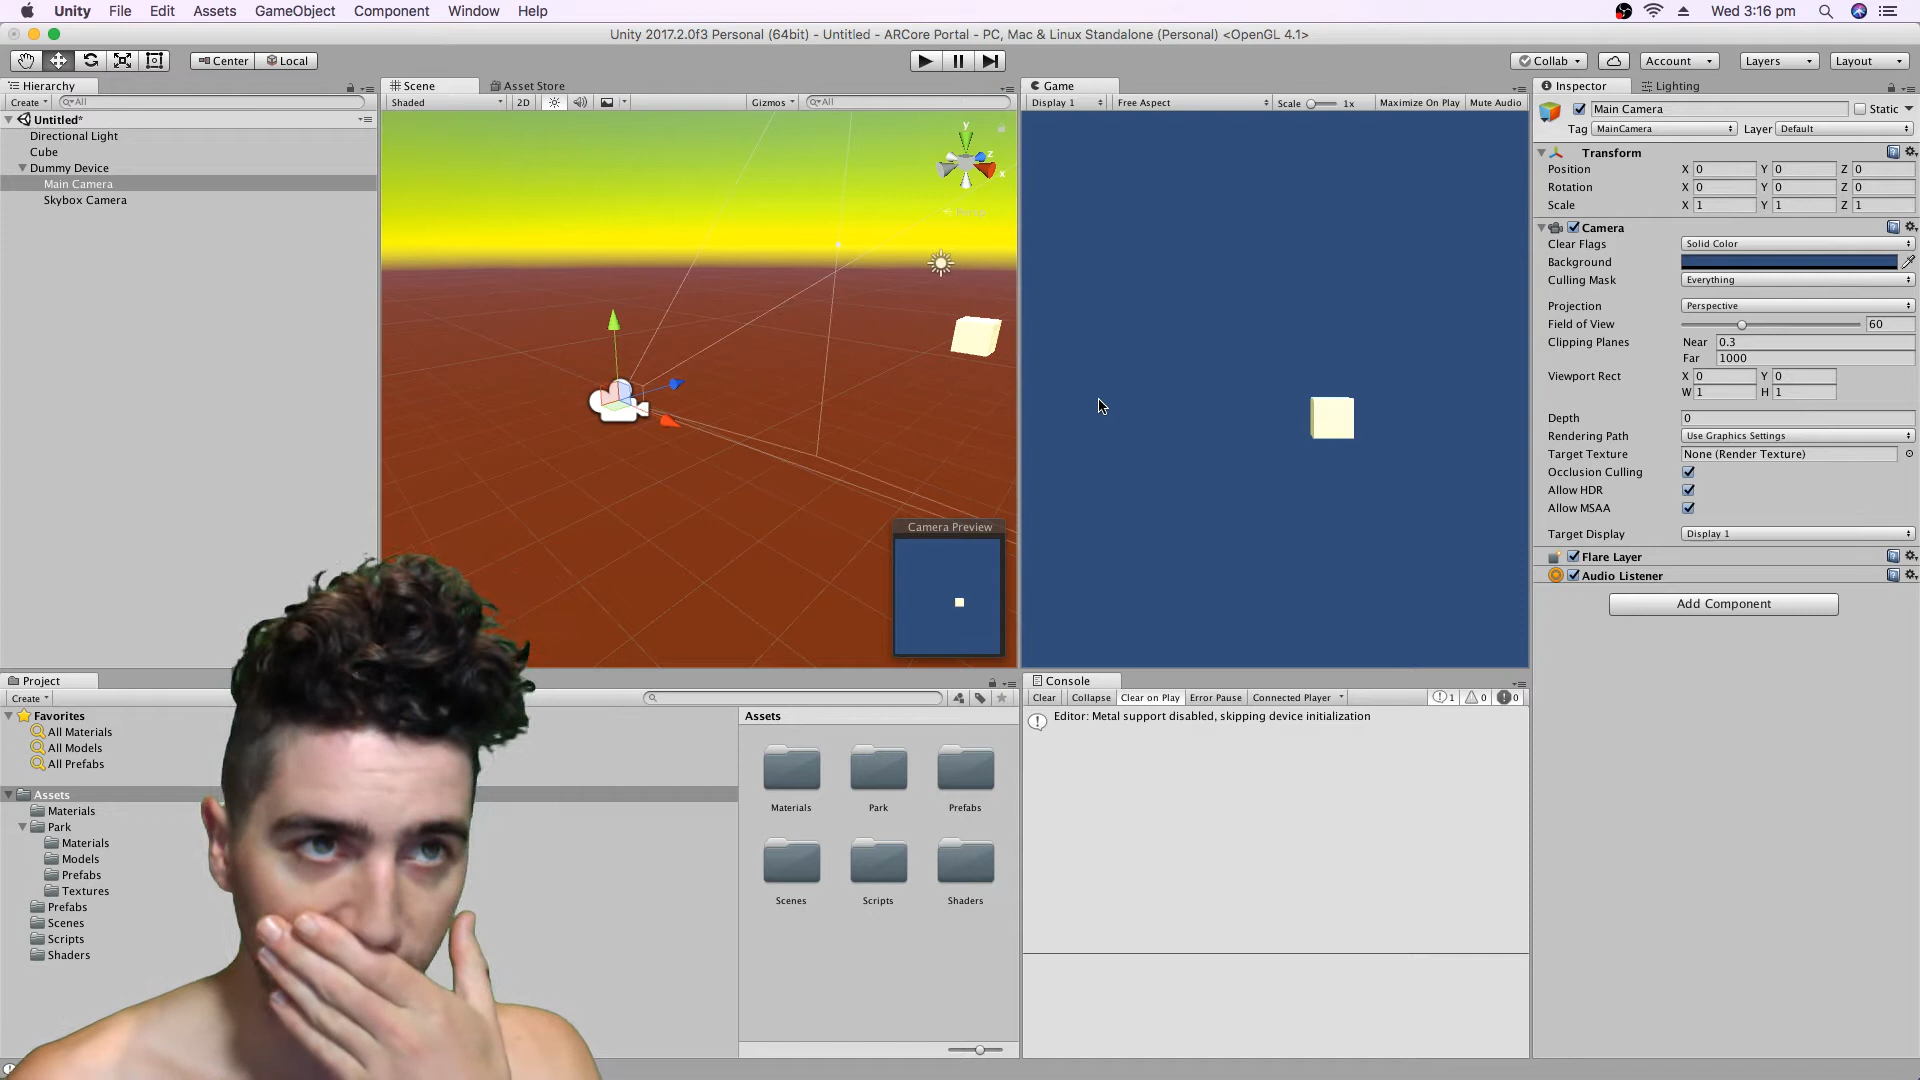 Unity File Edit Assets GameObject Component Window Help Wed 3:16 pm
Unity 2017.2.0f3 Personal (64bit) - Untitled - ARCore Portal - PC, Mac & Linux Standalone (Personal) <OpenGL 4.1>
Center Local Collab Account Layers Layout
Hierarchy
Create All
Untitled*
Directional Light
Cube
Dummy Device
Main Camera
Skybox Camera
Scene Asset Store
Shaded 2D Gizmos All
y
z
x
Persp
Camera Preview
Game
Display 1 Free Aspect Scale 1x Maximize On Play Mute Audio
Inspector Lighting
Main Camera Static
Tag MainCamera Layer Default
Transform
Position X 0 Y 0 Z 0
Rotation X 0 Y 0 Z 0
Scale X 1 Y 1 Z 1
Camera
Clear Flags Solid Color
Background
Culling Mask Everything
Projection Perspective
Field of View 60
Clipping Planes Near 0.3
Far 1000
Viewport Rect X 0 Y 0
W 1 H 1
Depth 0
Rendering Path Use Graphics Settings
Target Texture None (Render Texture)
Occlusion Culling
Allow HDR
Allow MSAA
Target Display Display 1
Flare Layer
Audio Listener
Add Component
Project
Create
Favorites
All Materials
All Models
All Prefabs
Assets
Materials
Park
Materials
Models
Prefabs
Textures
Prefabs
Scenes
Scripts
Shaders
Assets
Materials Park Prefabs
Scenes Scripts Shaders
Console
Clear Collapse Clear on Play Error Pause Connected Player 1 0 0
Editor: Metal support disabled, skipping device initialization